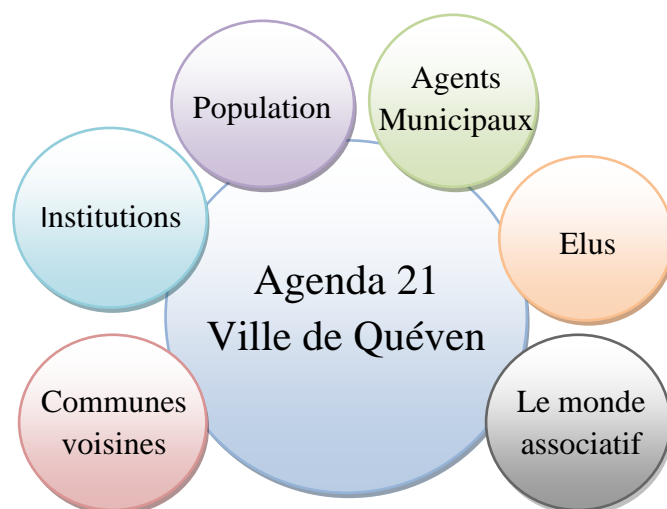 Agents
Municipaux
Population
Institutions
Elus
Agenda 21
Ville de Quéven
Communes
voisines
Le monde
associatif